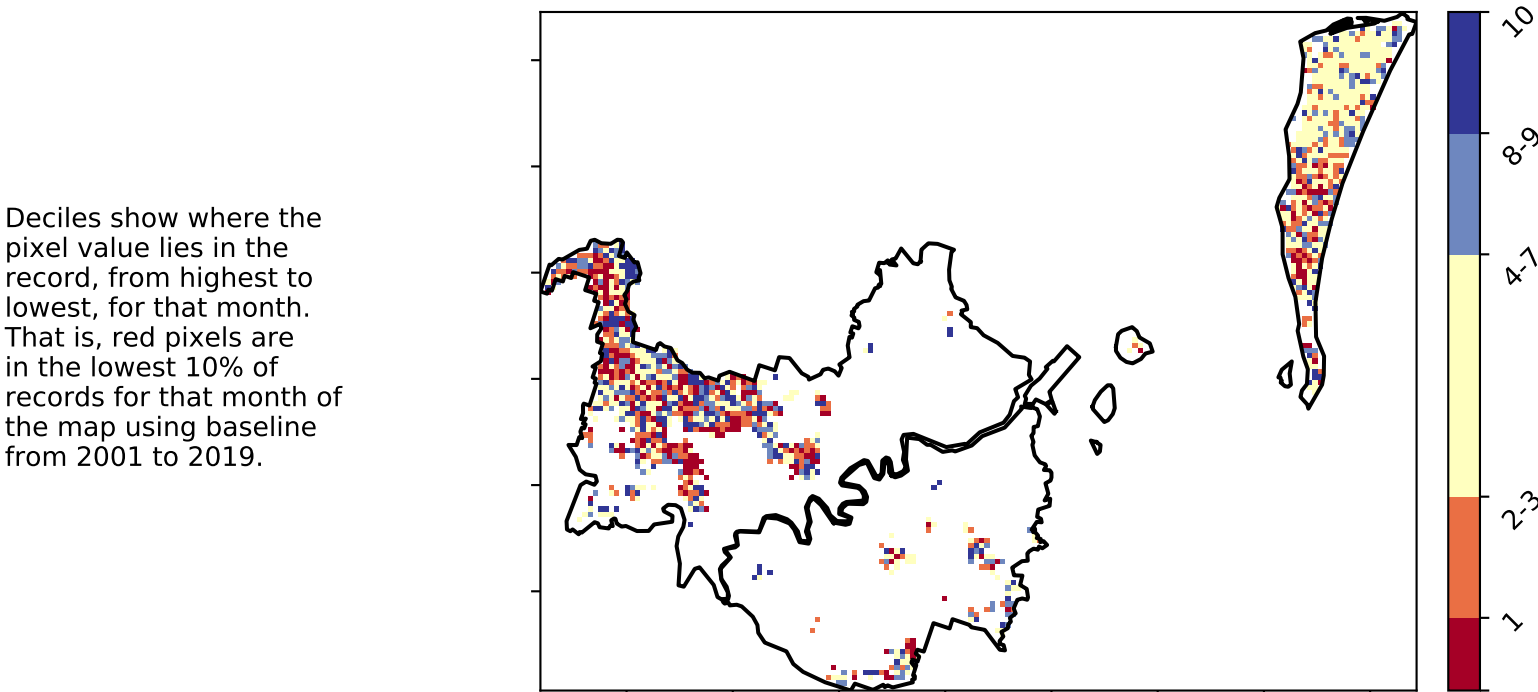 Deciles show where the
pixel value lies in the
record, from highest to
lowest, for that month.
That is, red pixels are
in the lowest 10% of
records for that month of
the map using baseline
from 2001 to 2019.
10
8-9
4-7
2-3
1